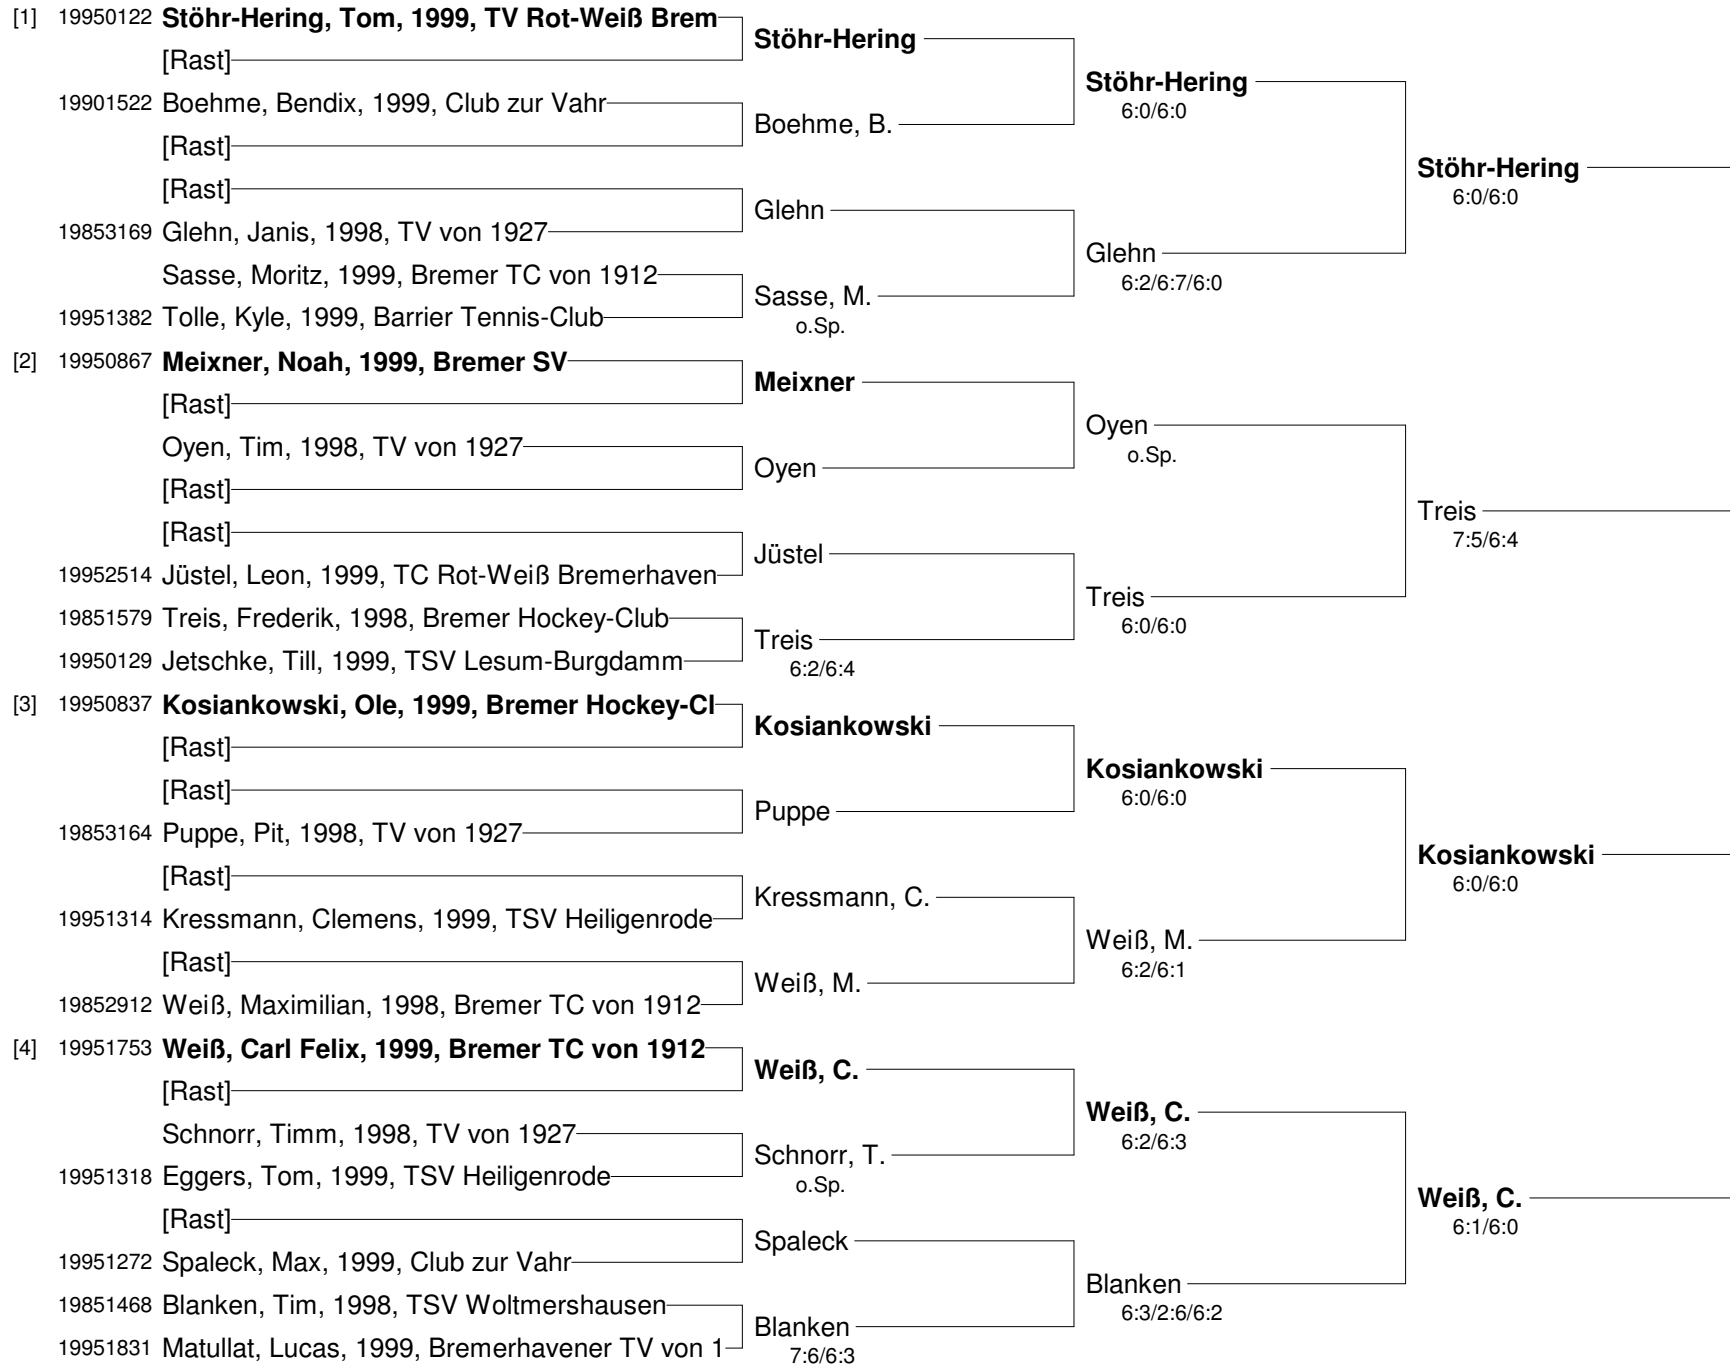 [1] 19950122 Stöhr-Hering, Tom, 1999, TV Rot-Weiß Brem
Stöhr-Hering
[Rast]
Stöhr-Hering
6:0/6:0
19901522 Boehme, Bendix, 1999, Club zur Vahr
Boehme, B.
[Rast]
Stöhr-Hering
6:0/6:0
[Rast]
Glehn
19853169 Glehn, Janis, 1998, TV von 1927
Glehn
6:2/6:7/6:0
Sasse, Moritz, 1999, Bremer TC von 1912
Sasse, M.
o.Sp.
19951382 Tolle, Kyle, 1999, Barrier Tennis-Club
[2] 19950867 Meixner, Noah, 1999, Bremer SV
Meixner
[Rast]
Oyen
o.Sp.
Oyen, Tim, 1998, TV von 1927
Oyen
[Rast]
Treis
7:5/6:4
[Rast]
Jüstel
19952514 Jüstel, Leon, 1999, TC Rot-Weiß Bremerhaven
Treis
6:0/6:0
19851579 Treis, Frederik, 1998, Bremer Hockey-Club
Treis
6:2/6:4
19950129 Jetschke, Till, 1999, TSV Lesum-Burgdamm
[3] 19950837 Kosiankowski, Ole, 1999, Bremer Hockey-Cl
Kosiankowski
[Rast]
Kosiankowski
6:0/6:0
[Rast]
Puppe
19853164 Puppe, Pit, 1998, TV von 1927
Kosiankowski
6:0/6:0
[Rast]
Kressmann, C.
19951314 Kressmann, Clemens, 1999, TSV Heiligenrode
Weiß, M.
6:2/6:1
[Rast]
Weiß, M.
19852912 Weiß, Maximilian, 1998, Bremer TC von 1912
[4] 19951753 Weiß, Carl Felix, 1999, Bremer TC von 1912
Weiß, C.
[Rast]
Weiß, C.
6:2/6:3
Schnorr, Timm, 1998, TV von 1927
Schnorr, T.
o.Sp.
19951318 Eggers, Tom, 1999, TSV Heiligenrode
Weiß, C.
6:1/6:0
[Rast]
Spaleck
19951272 Spaleck, Max, 1999, Club zur Vahr
Blanken
6:3/2:6/6:2
19851468 Blanken, Tim, 1998, TSV Woltmershausen
Blanken
7:6/6:3
19951831 Matullat, Lucas, 1999, Bremerhavener TV von 1